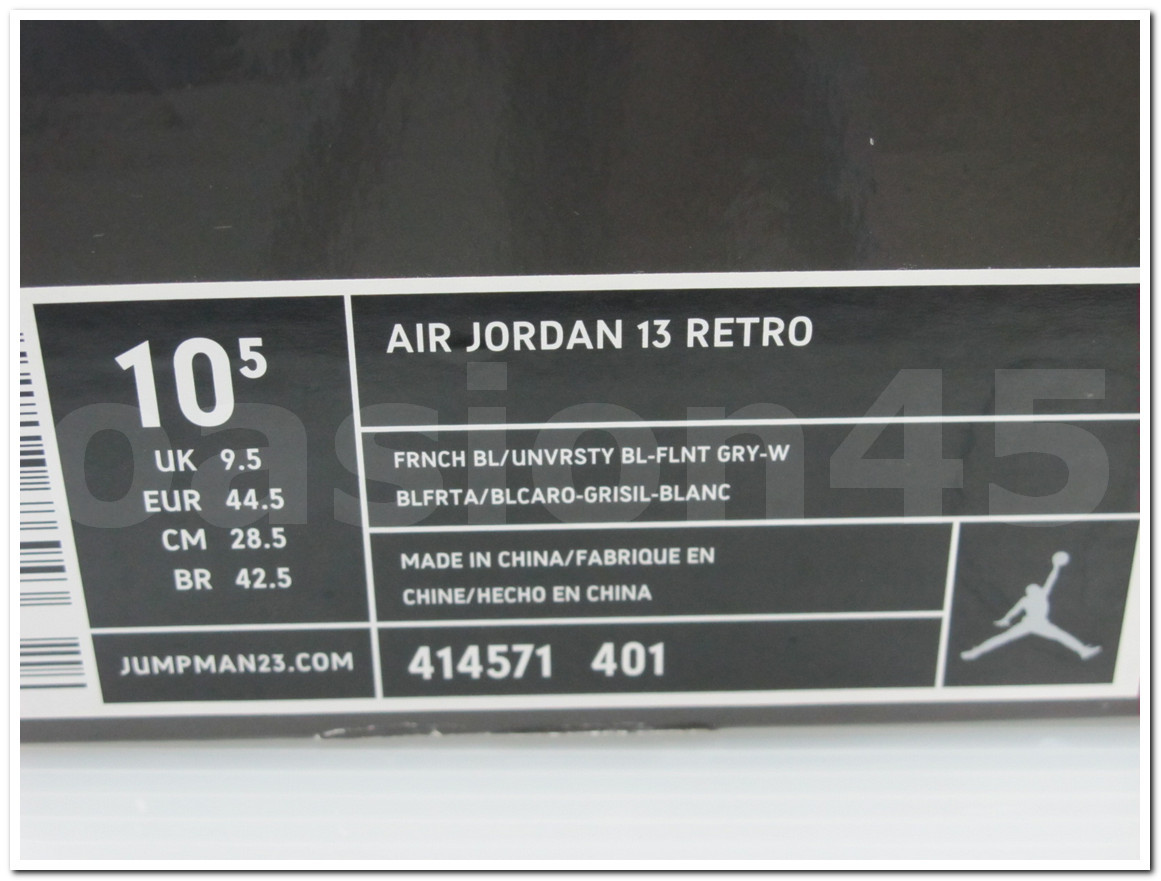 10⁵
UK 9.5
EUR 44.5
CM 28.5
BR 42.5
JUMPMAN23.COM
AIR JORDAN 13 RETRO
FRNCH BL/UNVRSTY BL-FLNT GRY-W
BLFRTA/BLCARO-GRISIL-BLANC
MADE IN CHINA/FABRIQUE EN
CHINE/HECHO EN CHINA
414571 401
pasion45